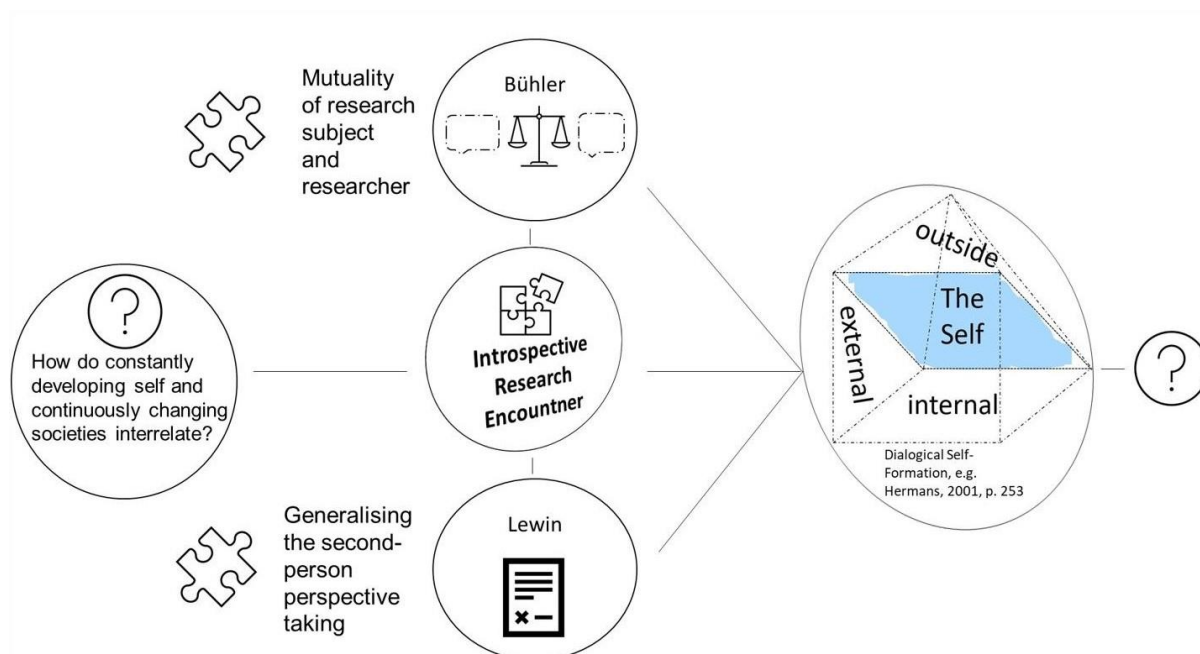 Mutuality
of research
subject
and
researcher
Bühler
?
How do constantly
developing self and
continuously changing
societies interrelate?
Introspective
Research
Encountner
outside
The
Self
external
internal
Dialogical Self-
Formation, e.g.
Hermans, 2001, p. 253
?
Generalising
the second-
person
perspective
taking
Lewin